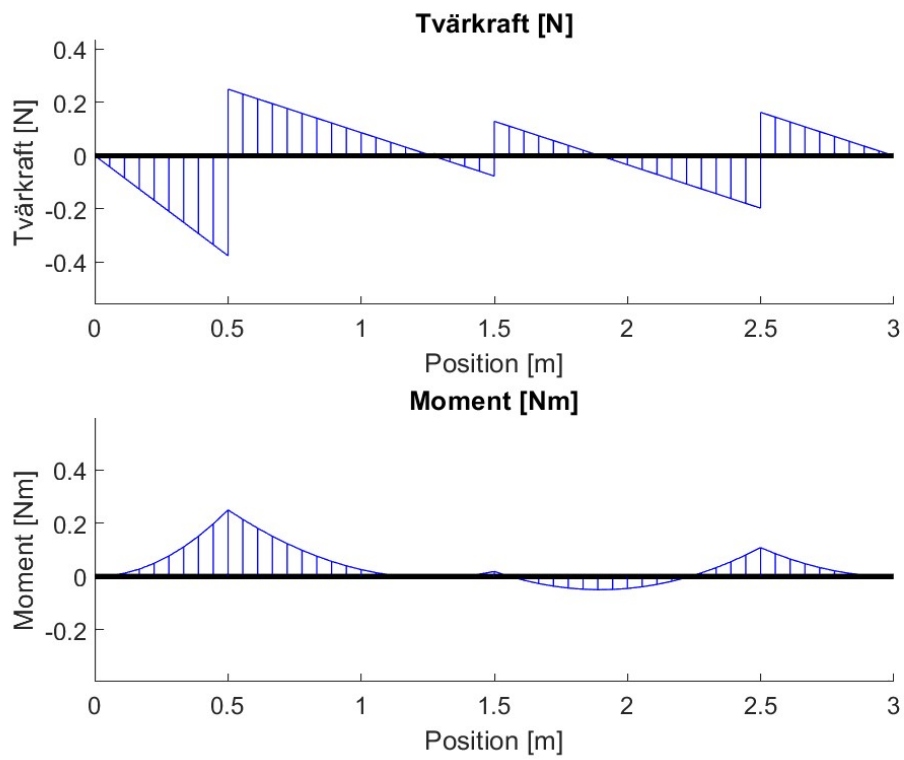 Tvärkraft [N]
Tvärkraft [N]
0.4
0.2
0
-0.2
-0.4
0 0.5 1 1.5 2 2.5 3
Position [m]
Moment [Nm]
Moment [Nm]
0.4
0.2
0
-0.2
0 0.5 1 1.5 2 2.5 3
Position [m]